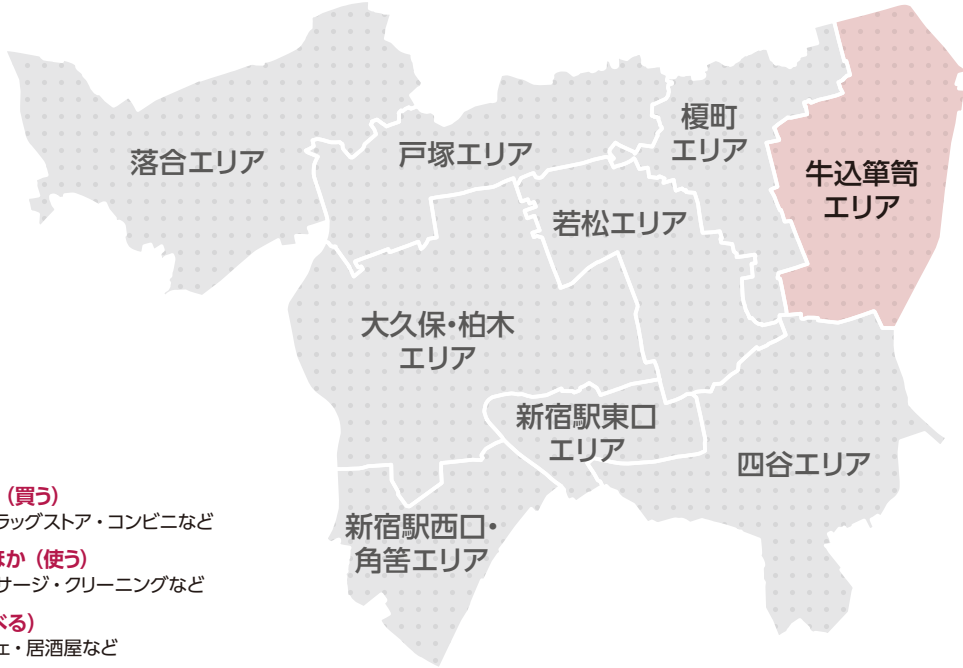 落合エリア
戸塚エリア
榎町
エリア
牛込箪笥
エリア
若松エリア
大久保・柏木
エリア
新宿駅東口
エリア
四谷エリア
新宿駅西口・
角筈エリア
（買う）
ラッグストア・コンビニなど
ほか（使う）
サージ・クリーニングなど
べる）
ェ・居酒屋など